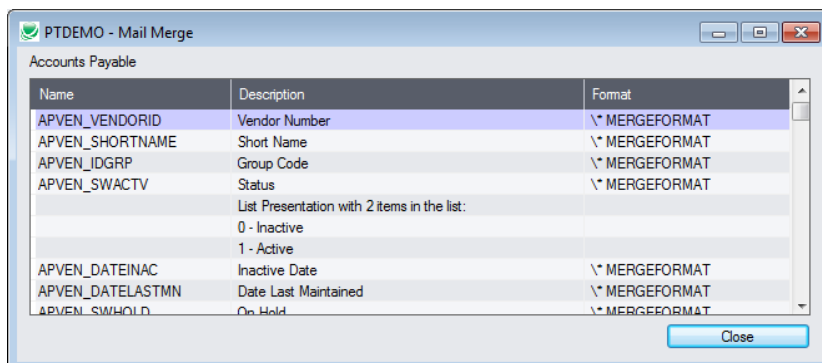 PTDEMO - Mail Merge
Accounts Payable
Name Description Format
APVEN_VENDORID Vendor Number \* MERGEFORMAT
APVEN_SHORTNAME Short Name \* MERGEFORMAT
APVEN_IDGRP Group Code \* MERGEFORMAT
APVEN_SWACTV Status \* MERGEFORMAT
List Presentation with 2 items in the list:
0 - Inactive
1 - Active
APVEN_DATEINAC Inactive Date \* MERGEFORMAT
APVEN_DATELASTMN Date Last Maintained \* MERGEFORMAT
APVEN_SWHOLD On Hold \* MERGEFORMAT
Close